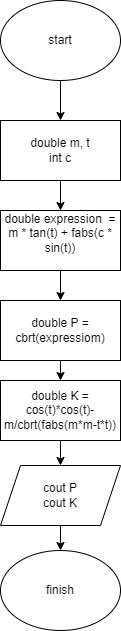 start
double m, t
int c
double expression  =
m * tan(t) + fabs(c *
sin(t))
double P =
cbrt(expressiom)
double K =
cos(t)*cos(t)-
m/cbrt(fabs(m*m-t*t))
cout P
cout K
finish